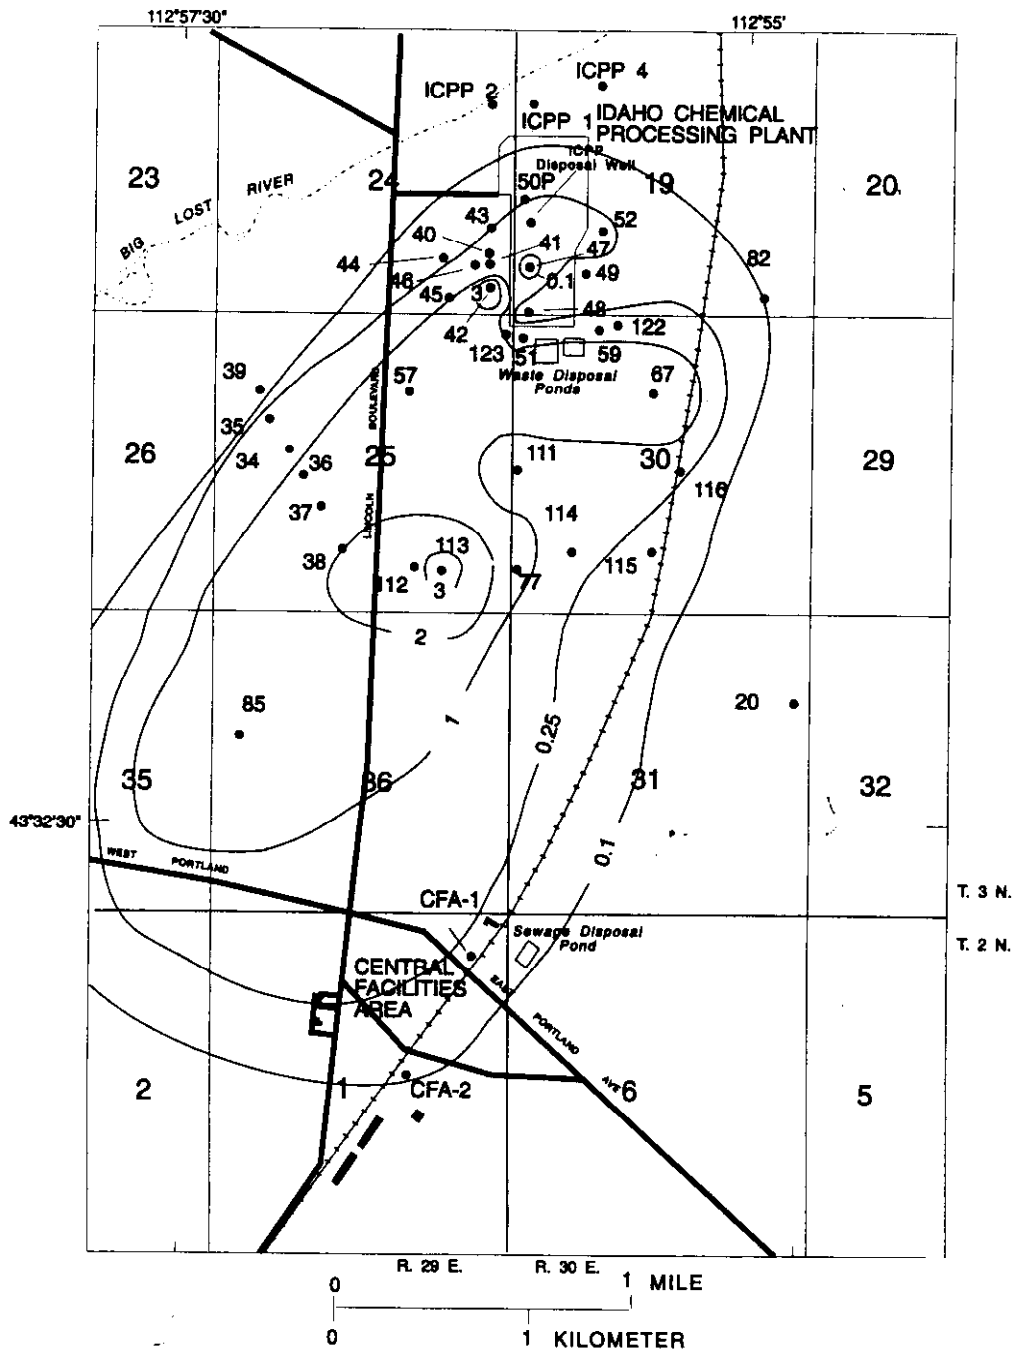 112°57'30"
112°55'
ICPP 4
ICPP 2
ICPP 1
IDAHO CHEMICAL
PROCESSING PLANT
ICPP
Disposal Well
23
24
19
20
BIG LOST RIVER
50P
43
52
40
41
47
44
46
49
0.1
82
45
3
48
42
122
123
51
59
Waste Disposal
Ponds
39
57
67
LINCOLN BOULEVARD
35
34
36
26
25
111
30
29
116
37
114
38
113
112
3
77
115
2
85
20
1
0.25
35
36
31
32
43°32'30"
0.1
WEST PORTLAND
CFA-1
T. 3 N.
T. 2 N.
Sewage Disposal
Pond
CENTRAL
FACILITIES
AREA
EAST PORTLAND AVE
2
1
CFA-2
6
5
R. 29 E.
R. 30 E.
0 1 MILE
0 1 KILOMETER